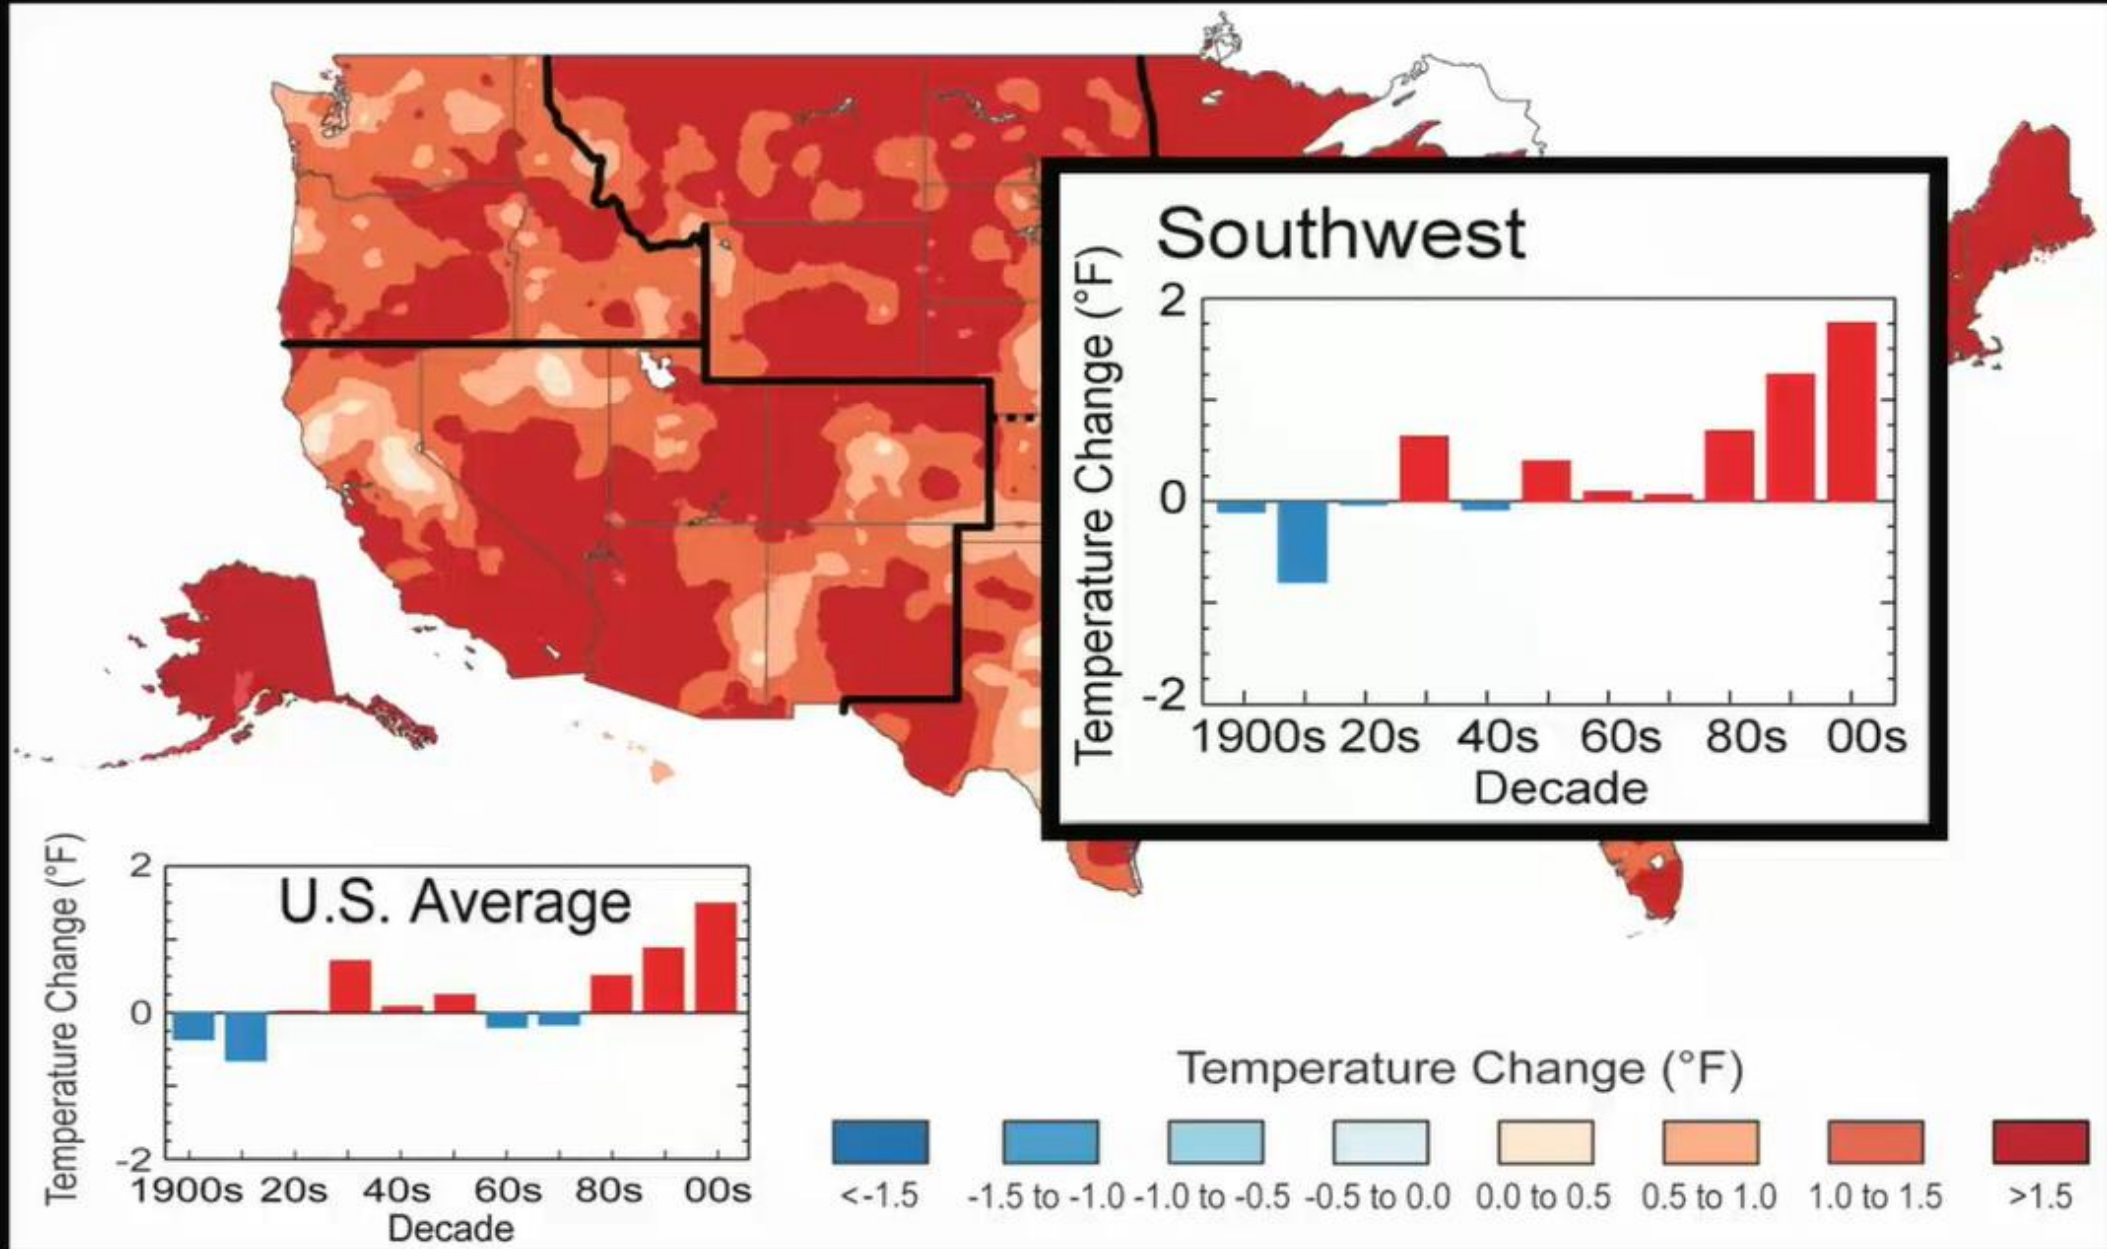 Southwest
Temperature Change (°F)
2
0
-2
1900s 20s 40s 60s 80s 00s
Decade
U.S. Average
Temperature Change (°F)
2
0
-2
1900s 20s 40s 60s 80s 00s
Decade
Temperature Change (°F)
<-1.5 -1.5 to -1.0 -1.0 to -0.5 -0.5 to 0.0 0.0 to 0.5 0.5 to 1.0 1.0 to 1.5 >1.5